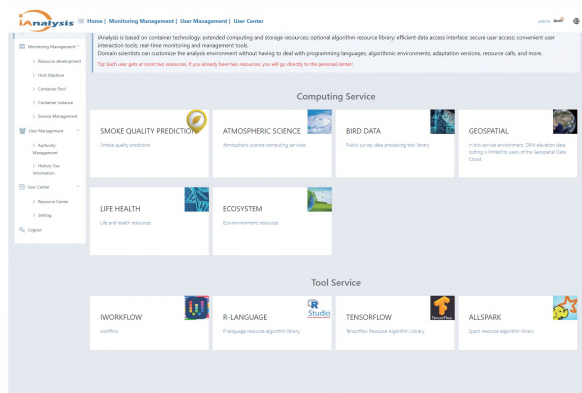 iAnalysis
Home | Monitoring Management | User Management | User Center
admin
iAnalysis is based on container technology: extended computing and storage resources; optional algorithm resource library; efficient data access interface; secure user access; convenient user
interaction tools; real-time monitoring and management tools.
Domain scientists can customize the analysis environment without having to deal with programming languages, algorithmic environments, adaptation versions, resource calls, and more.
Tip: Each user gets at most two resources. If you already have two resources, you will go directly to the personal center!
Monitoring Management
> Resource development
> Host Machine
> Container Pool
> Container Instance
> Service Management
User Management
> Authority
Management
> History Use
Information
User Center
> Resource Center
> Setting
Logout
Computing Service
SMOKE QUALITY PREDICTION
Smoke quality prediction
ATMOSPHERIC SCIENCE
Atmospheric science computing services
BIRD DATA
Public survey data processing tool library
GEOSPATIAL
In this service environment, DEM elevation data
cutting is limited to users of the Geospatial Data
Cloud.
LIFE HEALTH
Life and health resources
ECOSYSTEM
Eco-environment resources
Tool Service
IWORKFLOW
workflow
R-LANGUAGE
R
Studio
R language resource algorithm library
TENSORFLOW
TensorFlow
Tensorflow Resource Algorithm Library.
ALLSPARK
Spark resource algorithm library